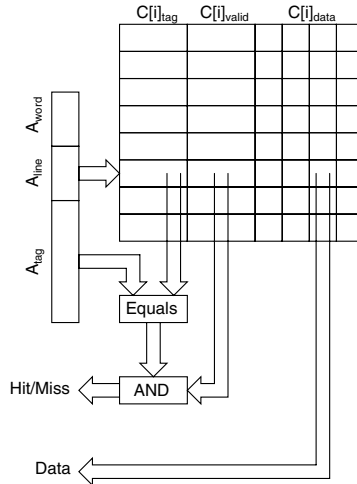 C[i]tag C[i]valid C[i]data
Aword
Aline
Atag
Equals
AND
Hit/Miss
Data